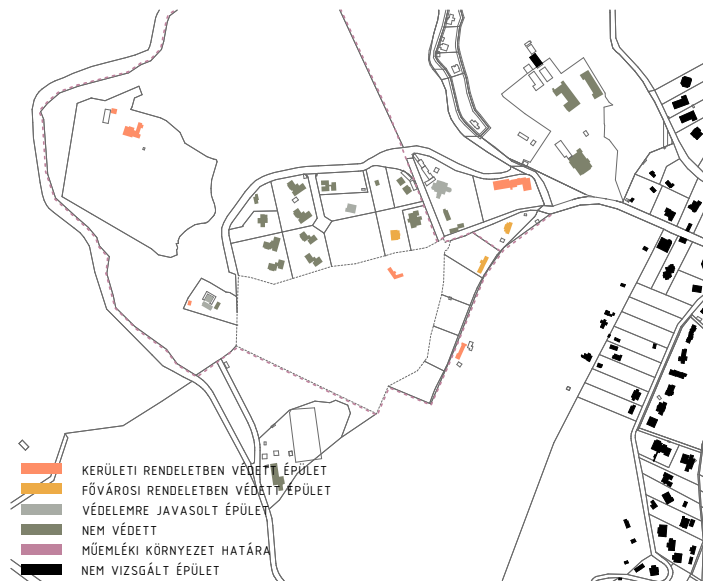 KERÜLETI RENDELETBEN VÉDETT ÉPÜLET
FŐVÁROSI RENDELETBEN VÉDETT ÉPÜLET
VÉDELEMRE JAVASOLT ÉPÜLET
NEM VÉDETT
MŰEMLÉKI KÖRNYEZET HATÁRA
NEM VIZSGÁLT ÉPÜLET